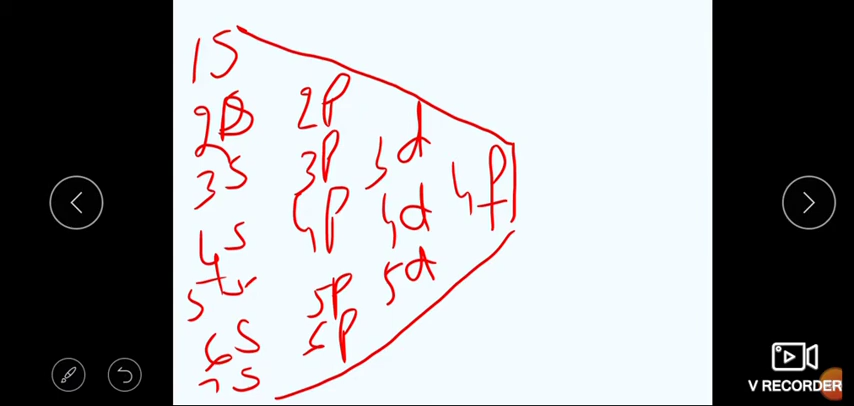 1S
2S 2P
3S 3P 3d
4S 4P 4d 4f
5S 5P 5d
6S 6P
7S
V RECORDER